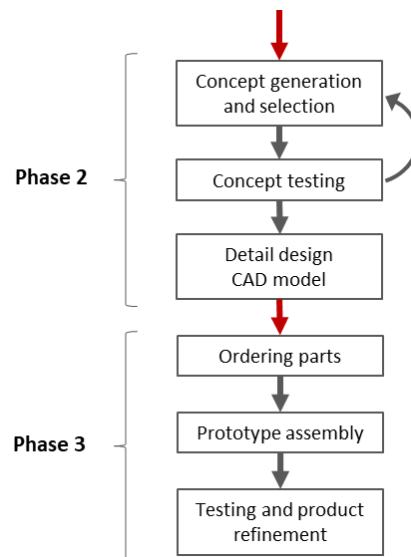 Concept generation
and selection
Phase 2
Concept testing
Detail design
CAD model
Ordering parts
Phase 3
Prototype assembly
Testing and product
refinement